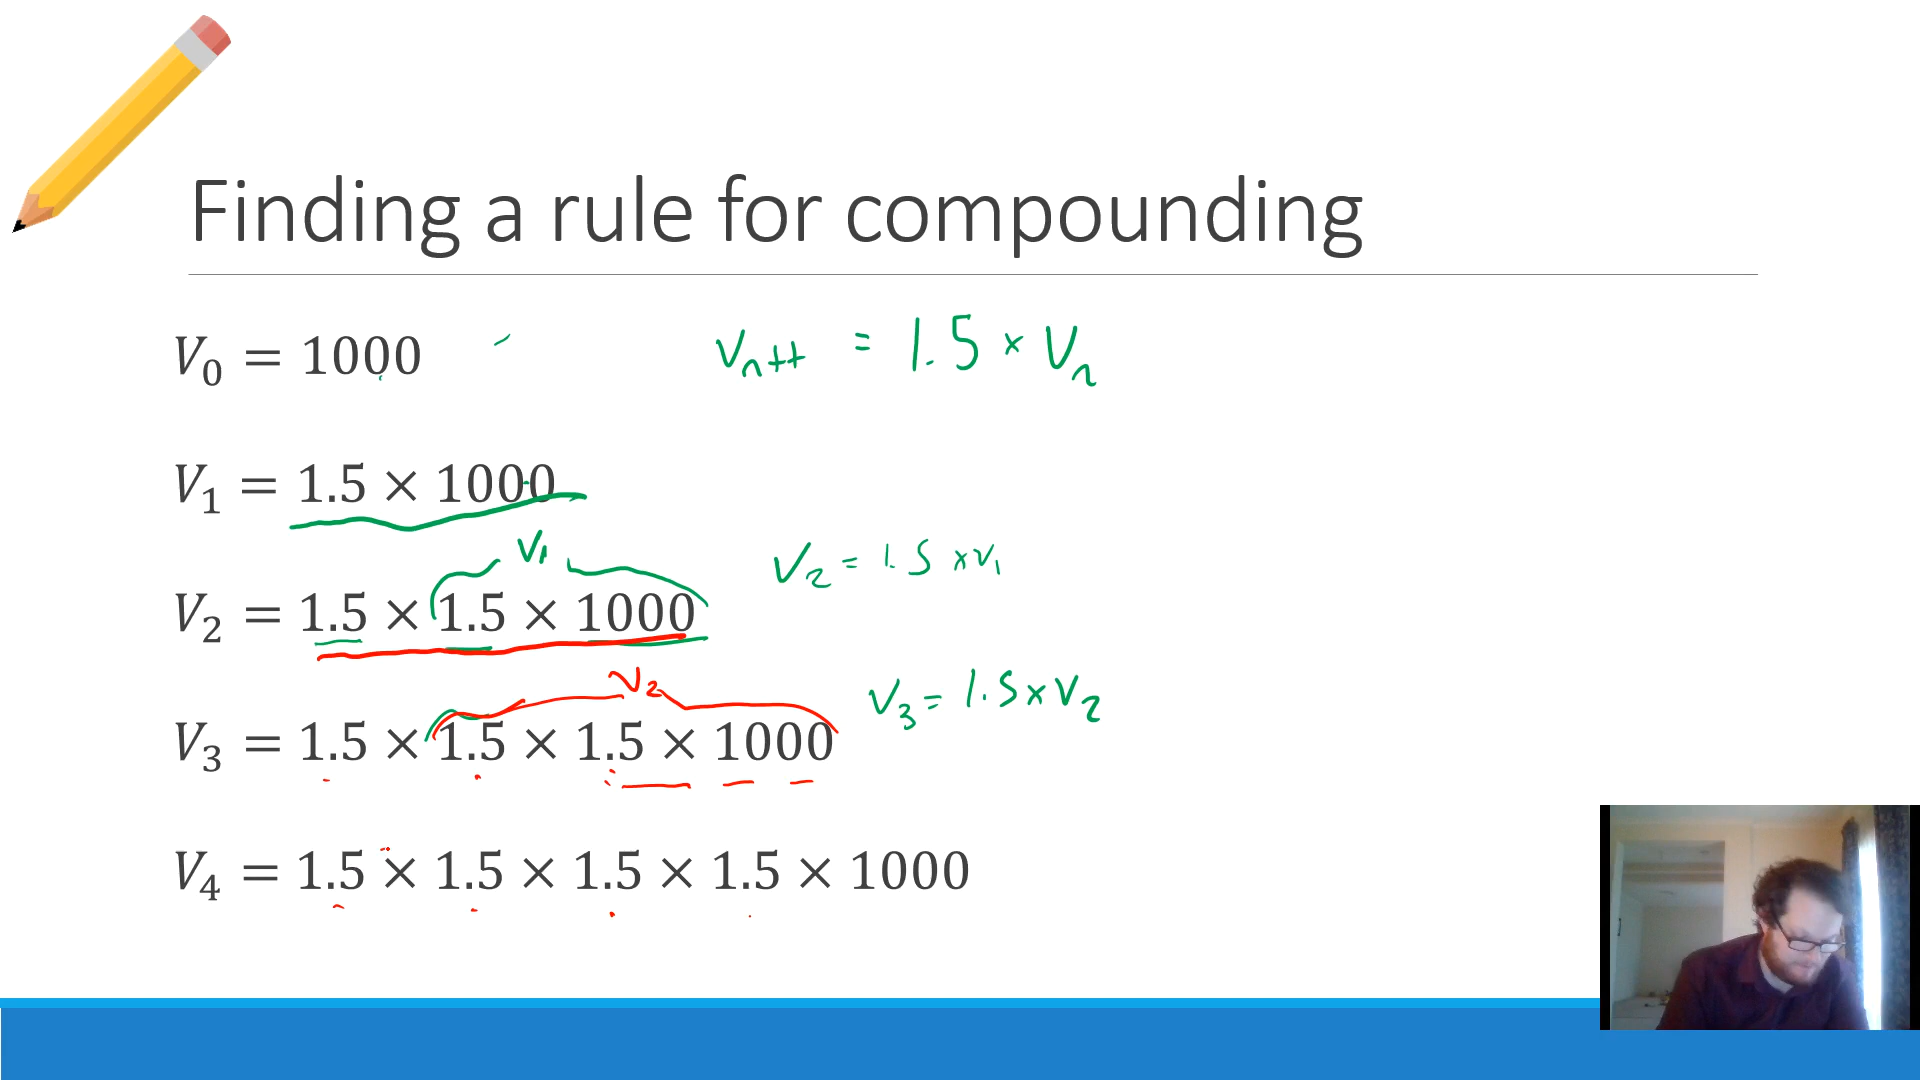 Finding a rule for compounding
V₀ = 1000
Vₙ₊₁ = 1.5 × Vₙ
V₁ = 1.5 × 1000
V₁
V₂ = 1.5 × V₁
V₂ = 1.5 × 1.5 × 1000
V₂
V₃ = 1.5 × V₂
V₃ = 1.5 × 1.5 × 1.5 × 1000
V₄ = 1.5 × 1.5 × 1.5 × 1.5 × 1000